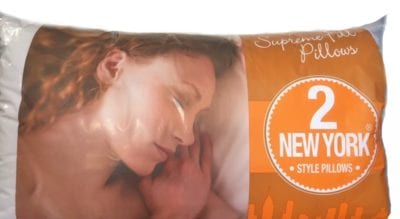 Supreme Fill
Pillows
2
NEW YORK®
• STYLE PILLOWS •